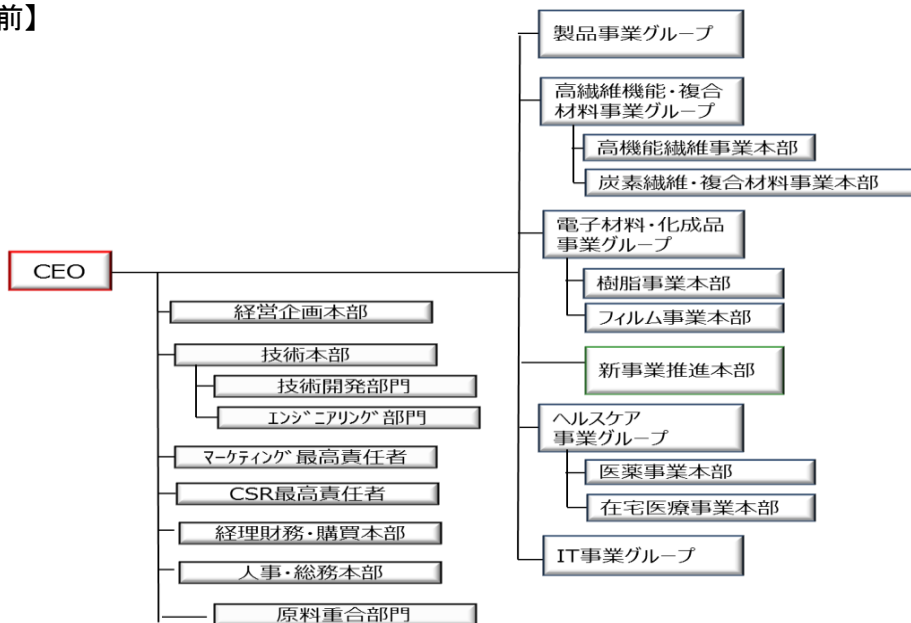 前】
CEO
経営企画本部
技術本部
技術開発部門
エンジニアリング部門
マーケティング最高責任者
CSR最高責任者
経理財務・購買本部
人事・総務本部
原料重合部門
製品事業グループ
高繊維機能・複合
材料事業グループ
高機能繊維事業本部
炭素繊維・複合材料事業本部
電子材料・化成品
事業グループ
樹脂事業本部
フィルム事業本部
新事業推進本部
ヘルスケア
事業グループ
医薬事業本部
在宅医療事業本部
IT事業グループ